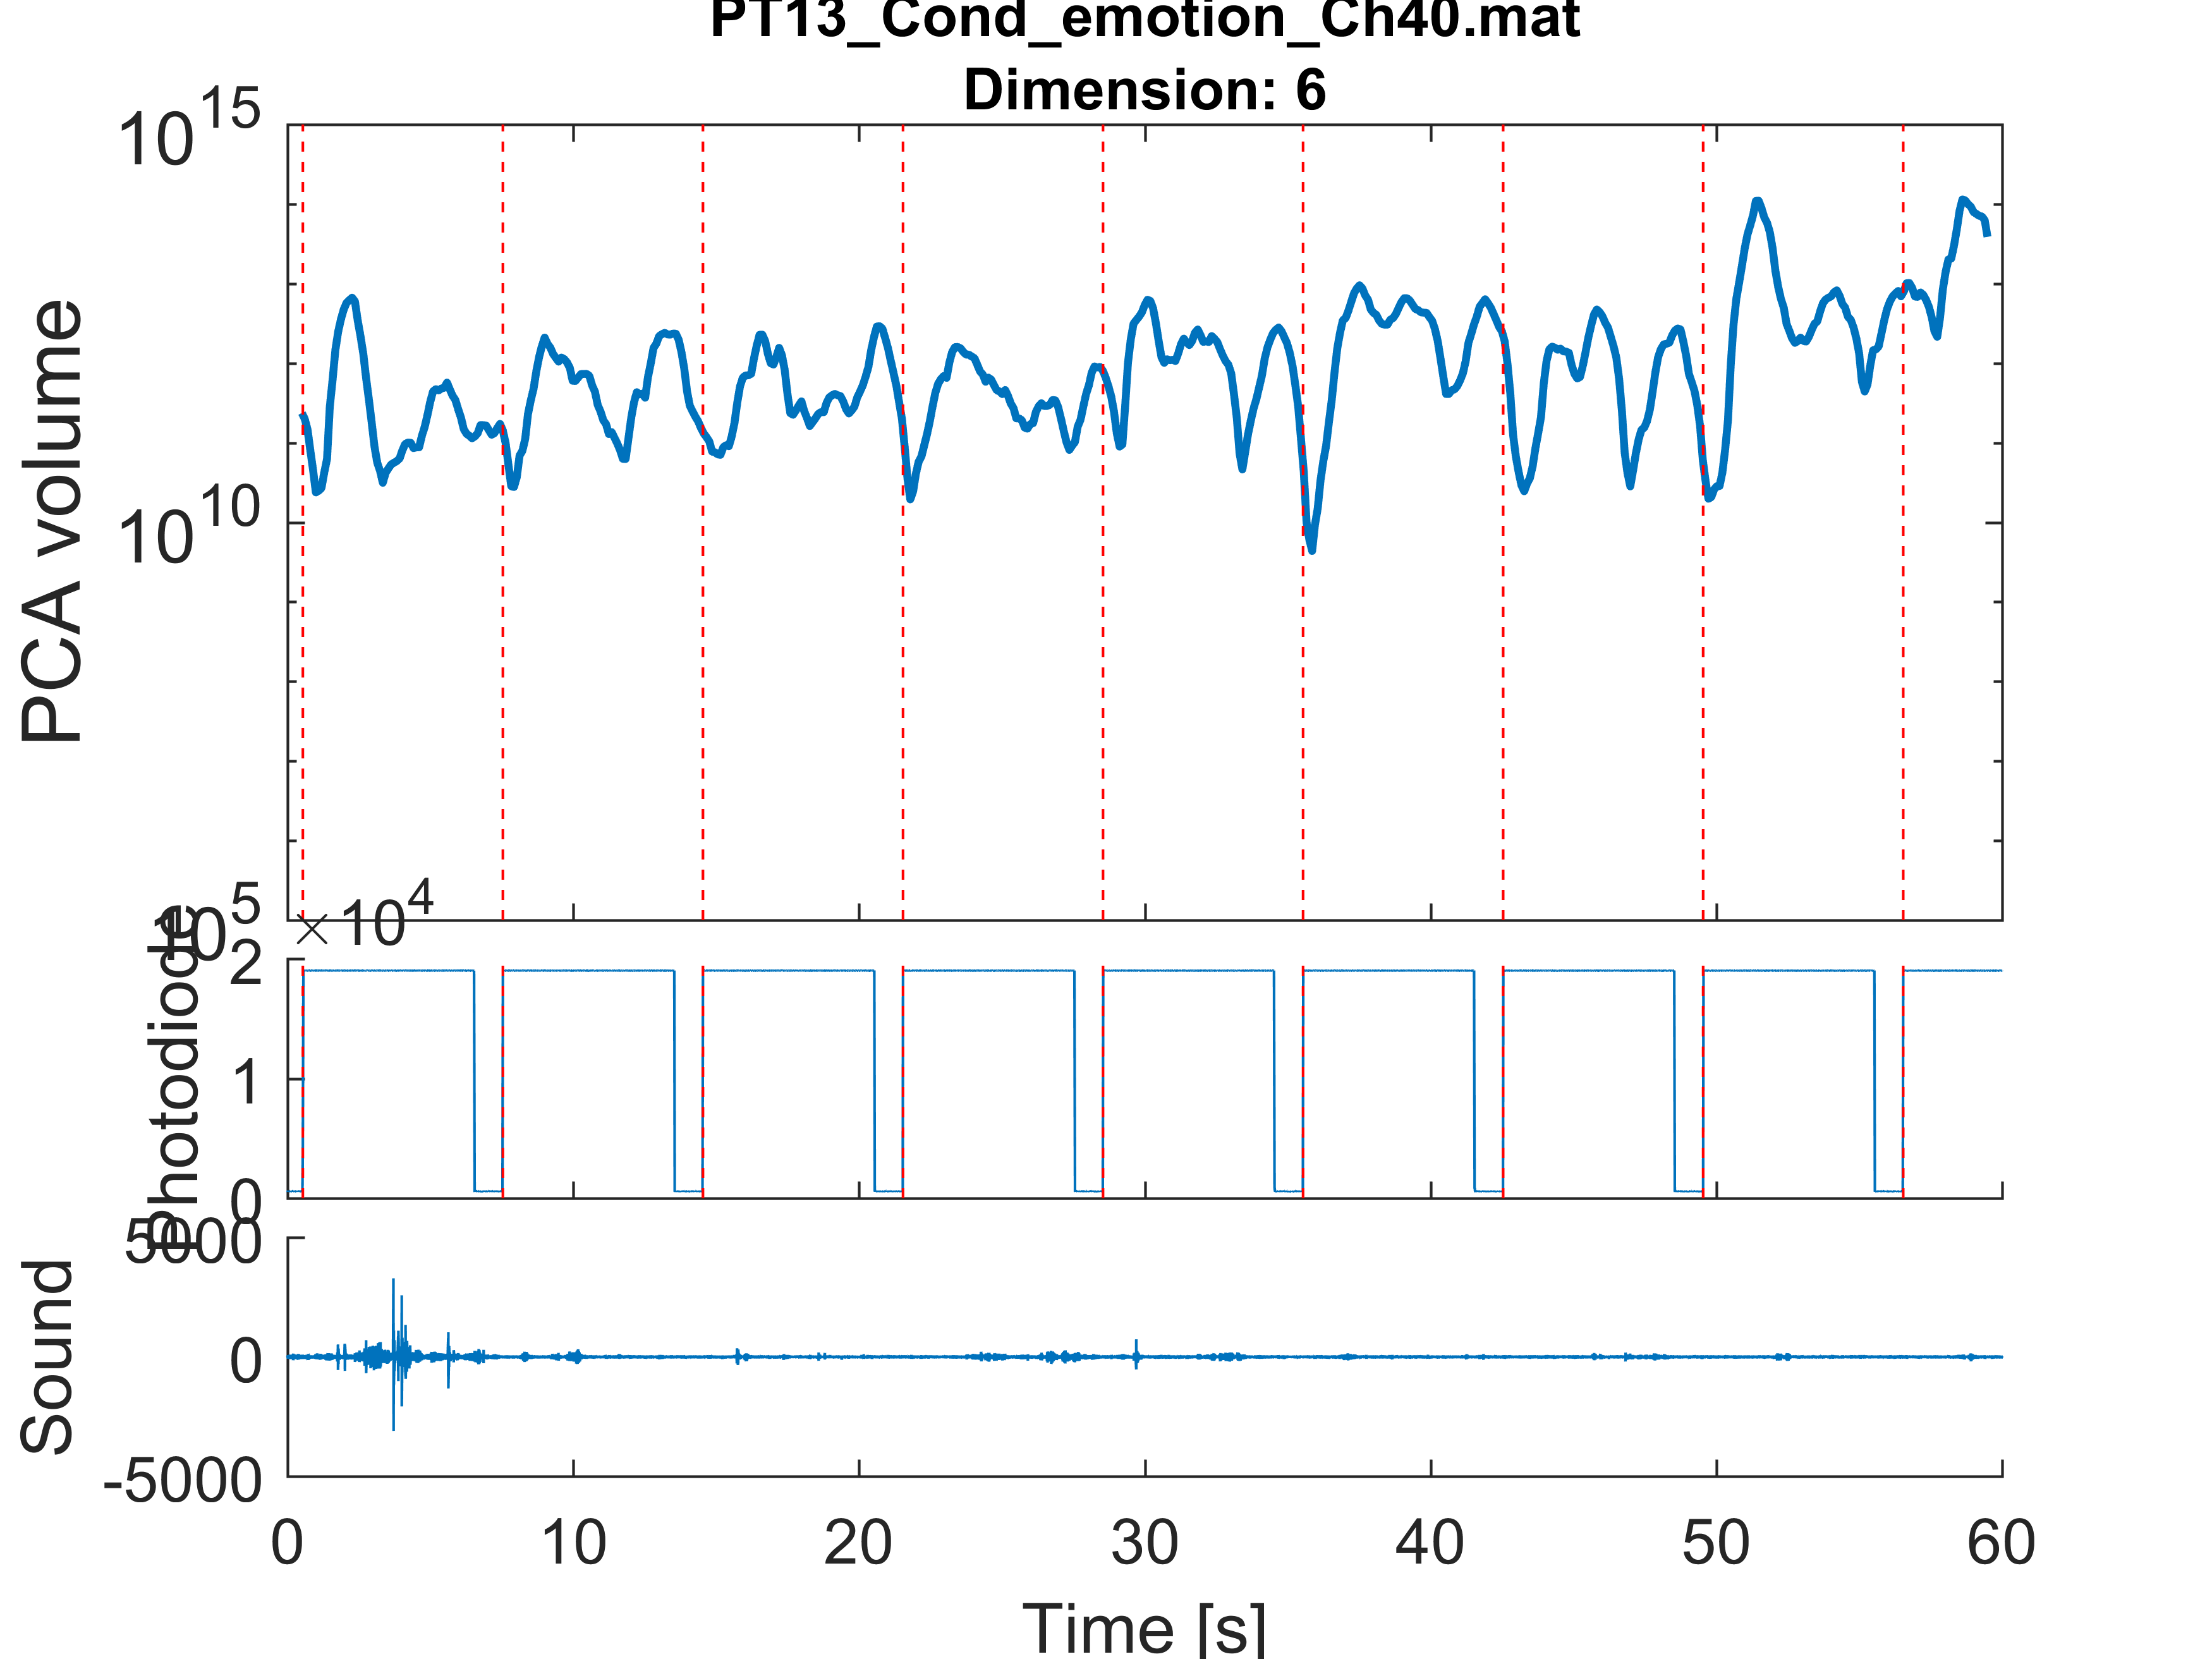 PT13_Cond_emotion_Ch40.mat
Dimension: 6
10^15
10^10
10^5
PCA volume
×10^4
2
1
0
Photodiode
5000
0
-5000
Sound
0 10 20 30 40 50 60
Time [s]